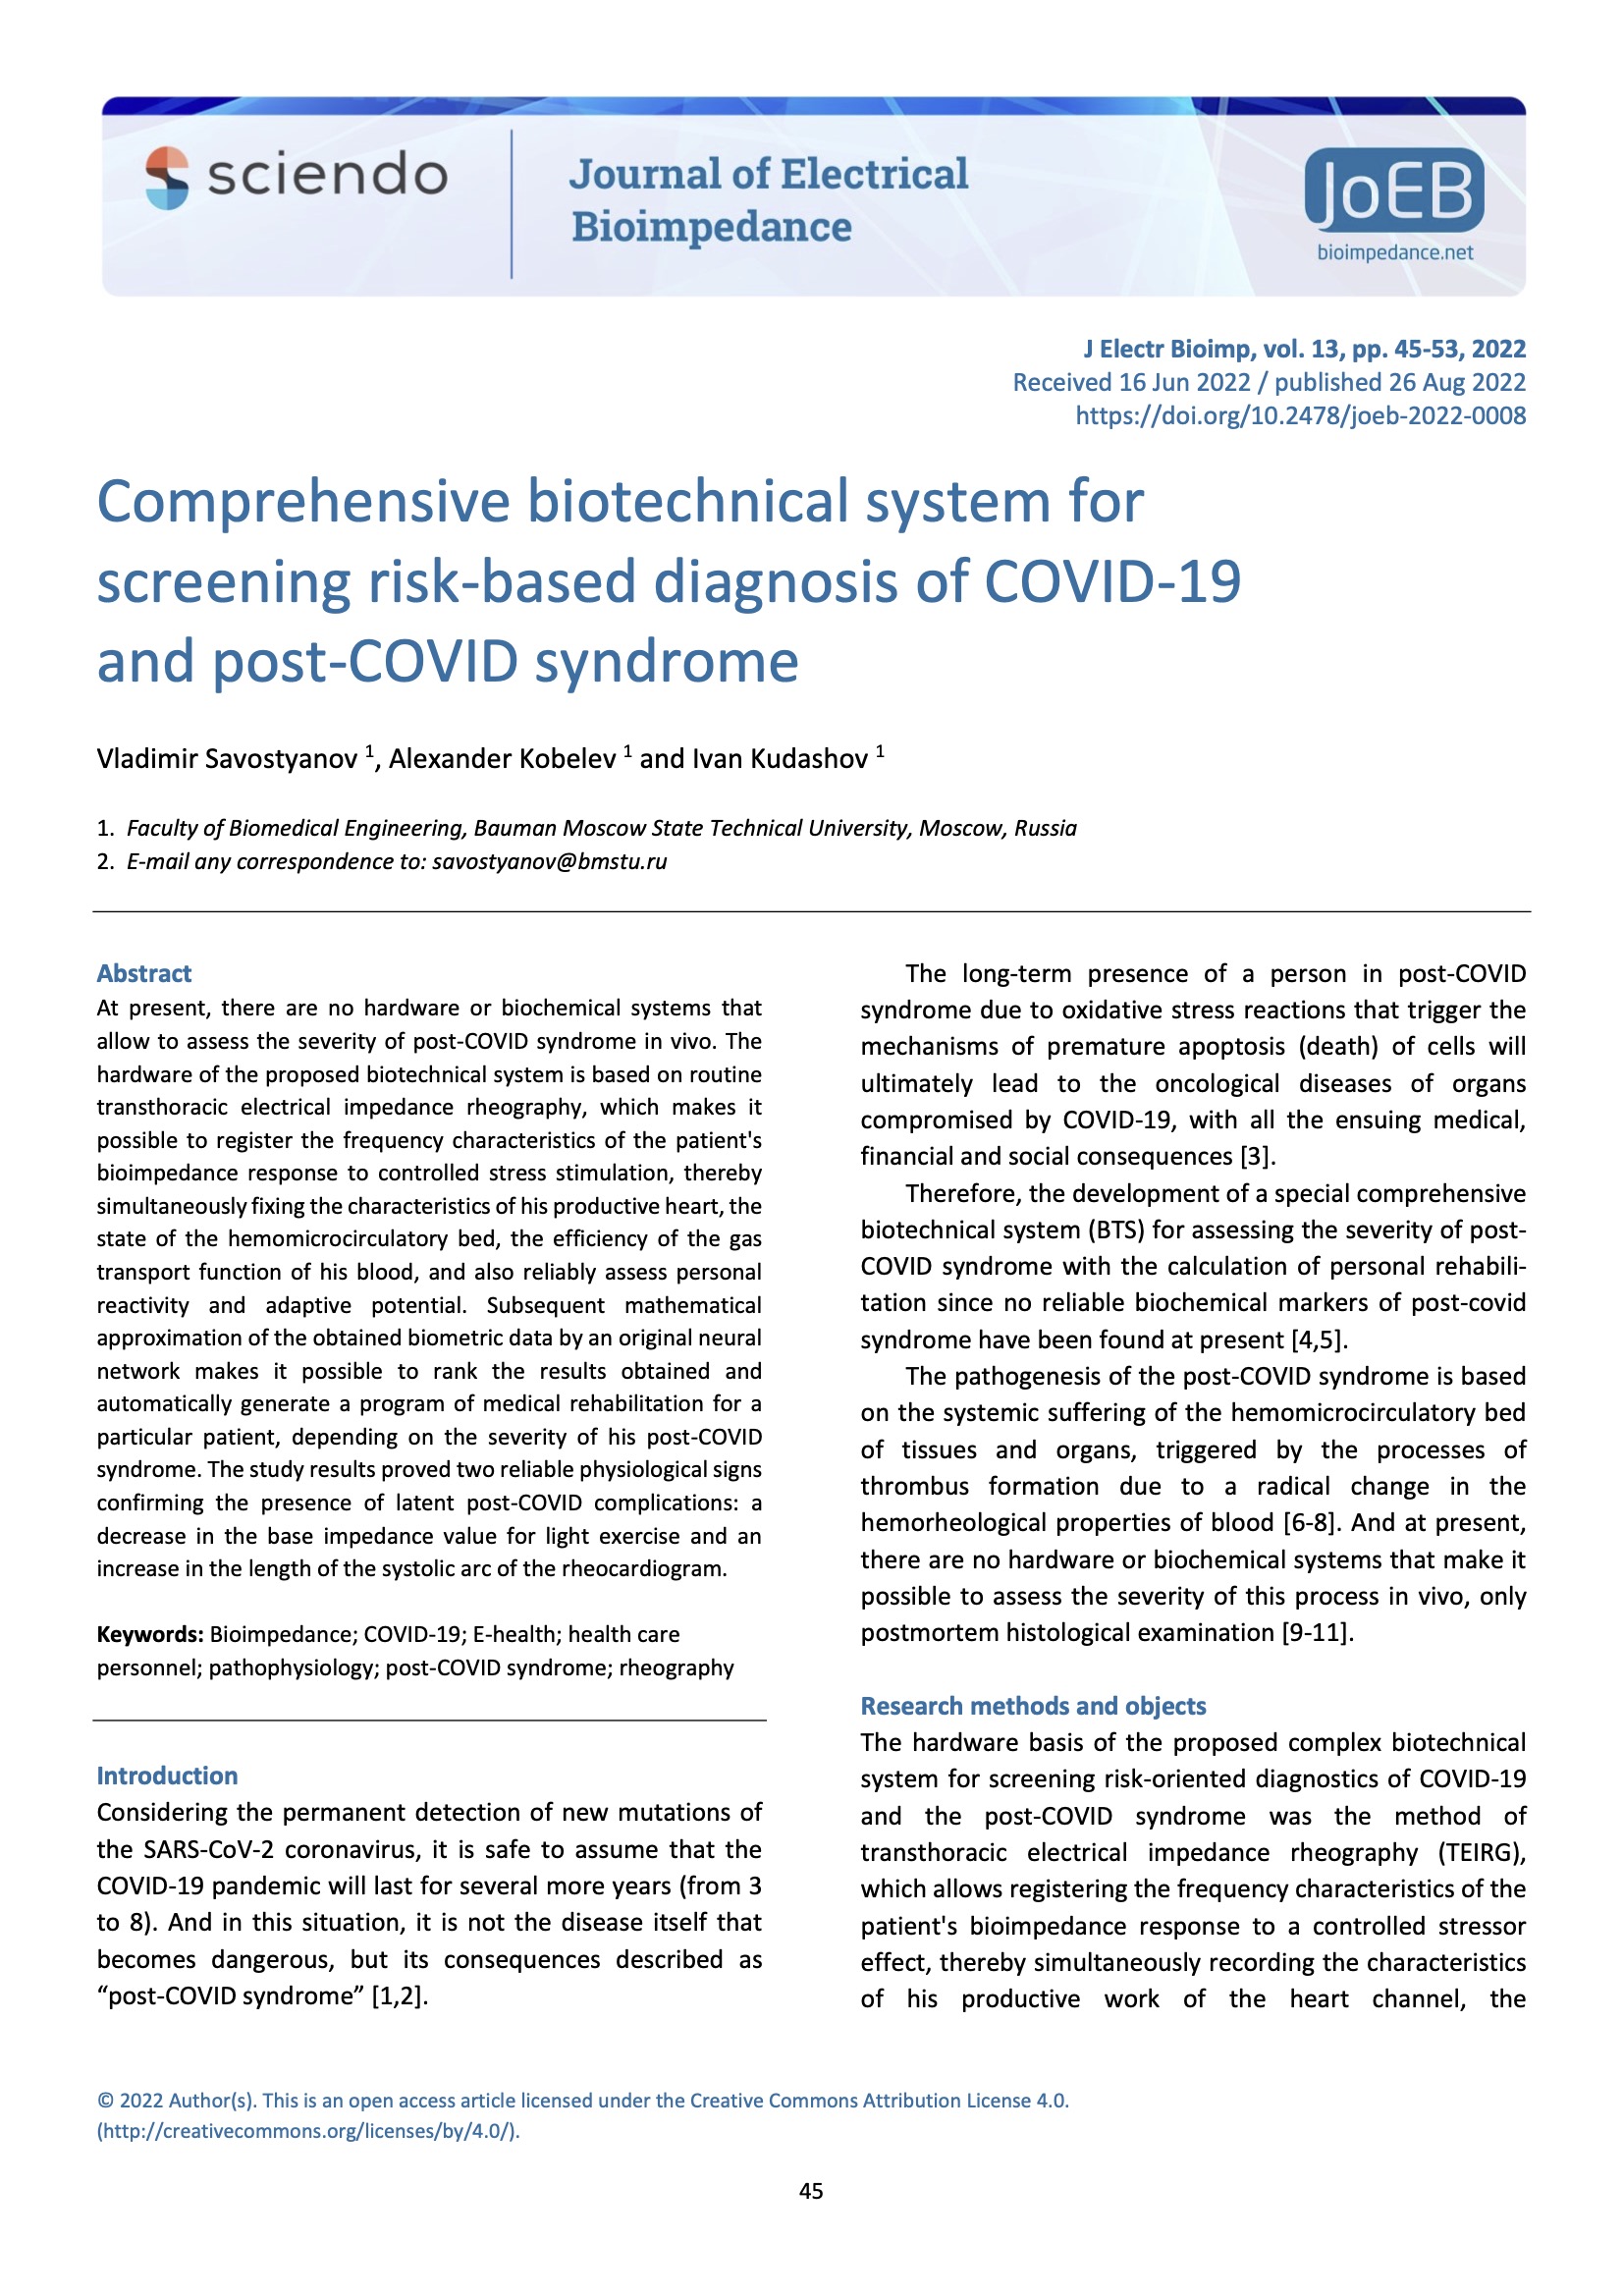 sciendo
Journal of Electrical
Bioimpedance
JoEB
bioimpedance.net
J Electr Bioimp, vol. 13, pp. 45-53, 2022
Received 16 Jun 2022 / published 26 Aug 2022
https://doi.org/10.2478/joeb-2022-0008
Comprehensive biotechnical system for
screening risk-based diagnosis of COVID-19
and post-COVID syndrome
Vladimir Savostyanov 1, Alexander Kobelev 1 and Ivan Kudashov 1
1. Faculty of Biomedical Engineering, Bauman Moscow State Technical University, Moscow, Russia
2. E-mail any correspondence to: savostyanov@bmstu.ru
Abstract
At present, there are no hardware or biochemical systems that
allow to assess the severity of post-COVID syndrome in vivo. The
hardware of the proposed biotechnical system is based on routine
transthoracic electrical impedance rheography, which makes it
possible to register the frequency characteristics of the patient's
bioimpedance response to controlled stress stimulation, thereby
simultaneously fixing the characteristics of his productive heart, the
state of the hemomicrocirculatory bed, the efficiency of the gas
transport function of his blood, and also reliably assess personal
reactivity and adaptive potential. Subsequent mathematical
approximation of the obtained biometric data by an original neural
network makes it possible to rank the results obtained and
automatically generate a program of medical rehabilitation for a
particular patient, depending on the severity of his post-COVID
syndrome. The study results proved two reliable physiological signs
confirming the presence of latent post-COVID complications: a
decrease in the base impedance value for light exercise and an
increase in the length of the systolic arc of the rheocardiogram.
Keywords: Bioimpedance; COVID-19; E-health; health care
personnel; pathophysiology; post-COVID syndrome; rheography
Introduction
Considering the permanent detection of new mutations of
the SARS-CoV-2 coronavirus, it is safe to assume that the
COVID-19 pandemic will last for several more years (from 3
to 8). And in this situation, it is not the disease itself that
becomes dangerous, but its consequences described as
“post-COVID syndrome” [1,2].
The long-term presence of a person in post-COVID
syndrome due to oxidative stress reactions that trigger the
mechanisms of premature apoptosis (death) of cells will
ultimately lead to the oncological diseases of organs
compromised by COVID-19, with all the ensuing medical,
financial and social consequences [3].
Therefore, the development of a special comprehensive
biotechnical system (BTS) for assessing the severity of post-
COVID syndrome with the calculation of personal rehabili-
tation since no reliable biochemical markers of post-covid
syndrome have been found at present [4,5].
The pathogenesis of the post-COVID syndrome is based
on the systemic suffering of the hemomicrocirculatory bed
of tissues and organs, triggered by the processes of
thrombus formation due to a radical change in the
hemorheological properties of blood [6-8]. And at present,
there are no hardware or biochemical systems that make it
possible to assess the severity of this process in vivo, only
postmortem histological examination [9-11].
Research methods and objects
The hardware basis of the proposed complex biotechnical
system for screening risk-oriented diagnostics of COVID-19
and the post-COVID syndrome was the method of
transthoracic electrical impedance rheography (TEIRG),
which allows registering the frequency characteristics of the
patient's bioimpedance response to a controlled stressor
effect, thereby simultaneously recording the characteristics
of his productive work of the heart channel, the
© 2022 Author(s). This is an open access article licensed under the Creative Commons Attribution License 4.0.
(http://creativecommons.org/licenses/by/4.0/).
45